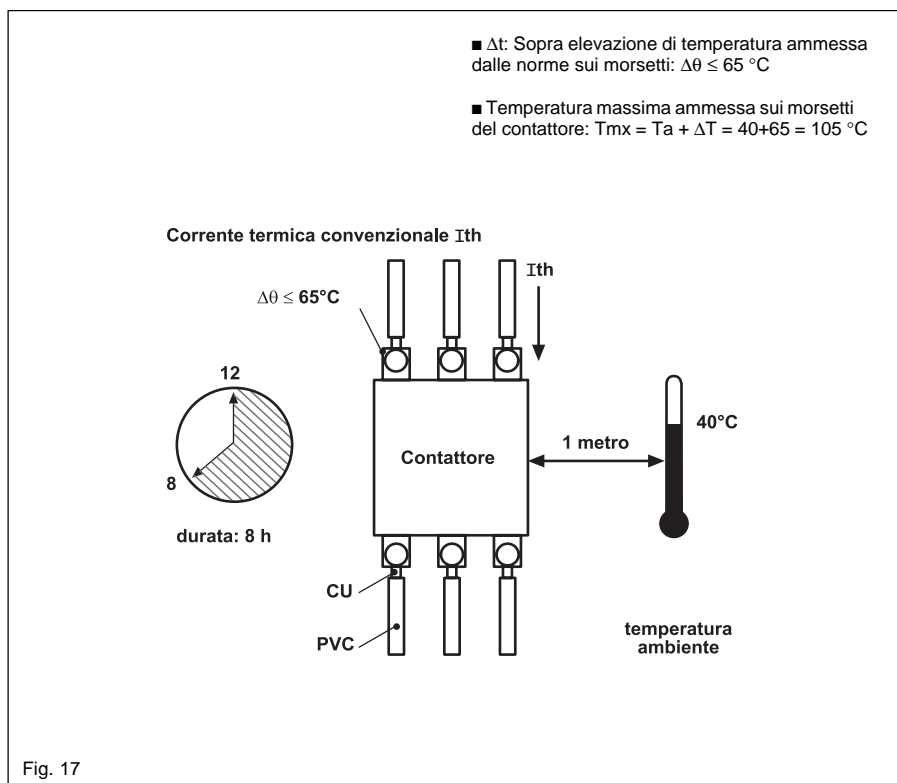 ■ Δt: Sopra elevazione di temperatura ammessa
dalle norme sui morsetti: Δθ ≤ 65 °C
■ Temperatura massima ammessa sui morsetti
del contattore: Tmx = Ta + ΔT = 40+65 = 105 °C
Corrente termica convenzionale Ith
Ith
Δθ ≤ 65°C
12
8
durata: 8 h
Contattore
1 metro
40°C
CU
PVC
temperatura
ambiente
Fig. 17